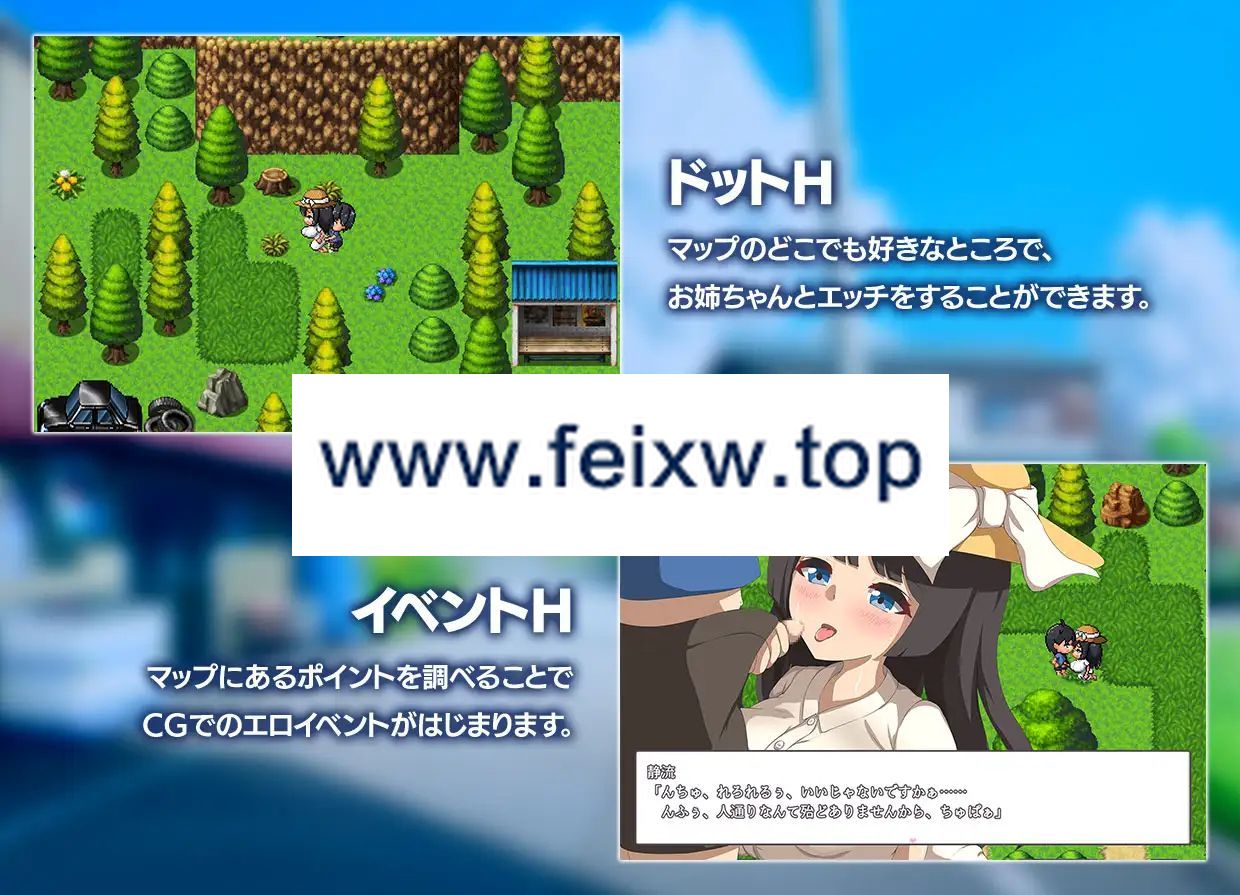 ドットH
マップのどこでも好きなところで、
お姉ちゃんとエッチをすることができます。
www.feixw.top
イベントH
マップにあるポイントを調べることで
CGでのエロイベントがはじまります。
静流
「んちゅ、れろれるぅ、いいじゃないですかぁ……
んふぅ、人通りなんて殆どありませんから、ちゅぱぁ」